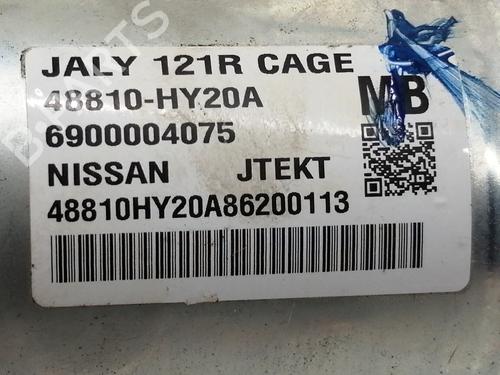 JALY 121R CAGE
48810-HY20A
MB
6900004075
NISSAN JTEKT
48810HY20A86200113